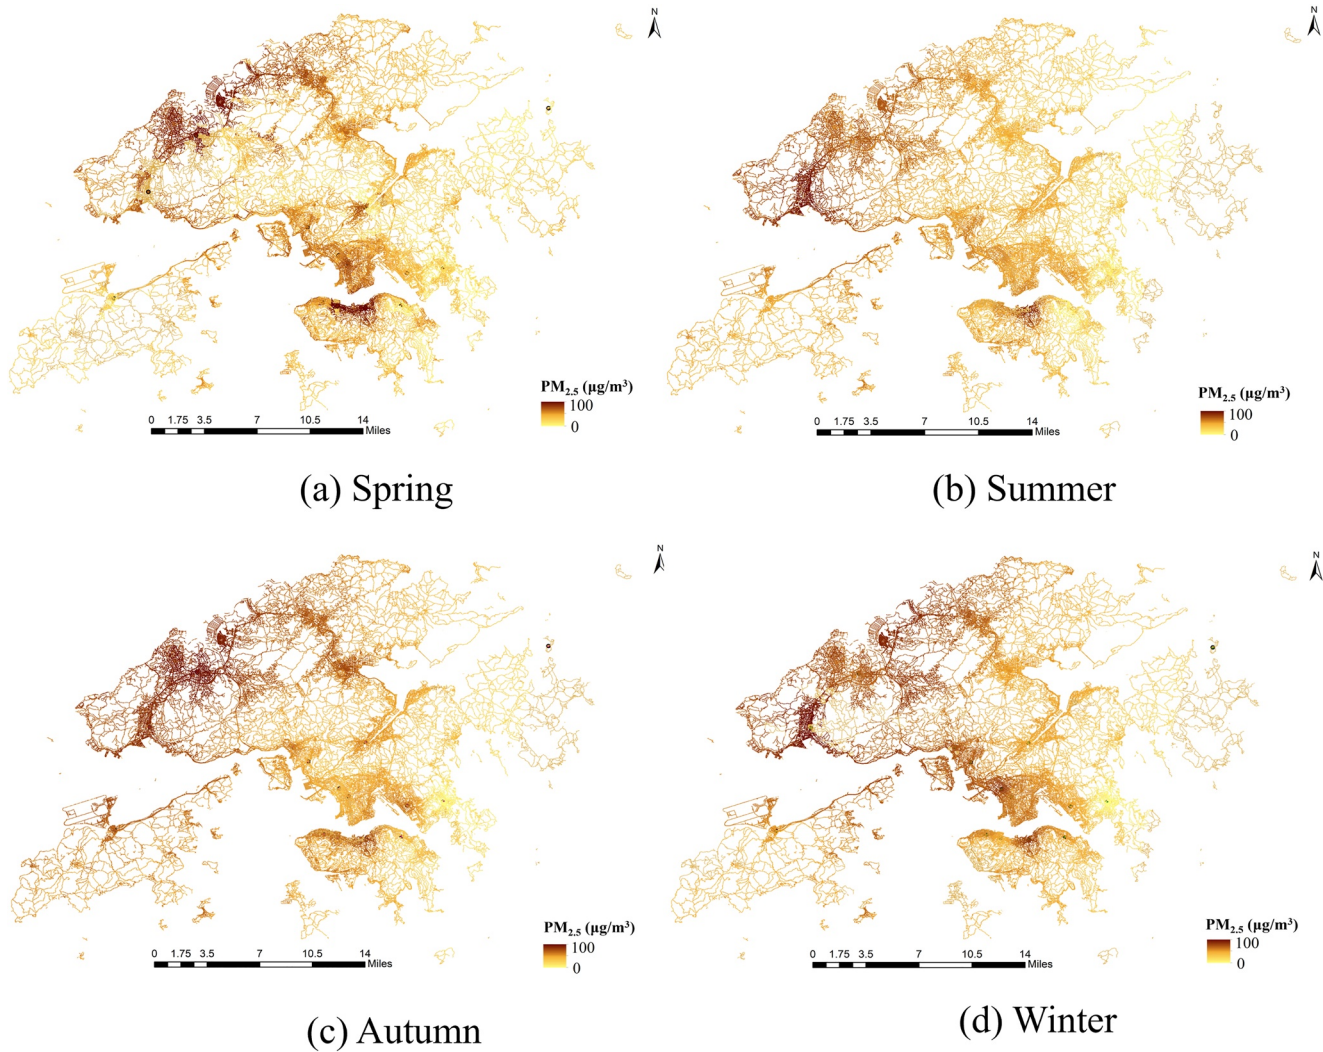 N
PM2.5 (μg/m3)
100
0
0 1.75 3.5 7 10.5 14
Miles
(a) Spring
N
PM2.5 (μg/m3)
100
0
0 1.75 3.5 7 10.5 14
Miles
(b) Summer
N
PM2.5 (μg/m3)
100
0
0 1.75 3.5 7 10.5 14
Miles
(c) Autumn
N
PM2.5 (μg/m3)
100
0
0 1.75 3.5 7 10.5 14
Miles
(d) Winter